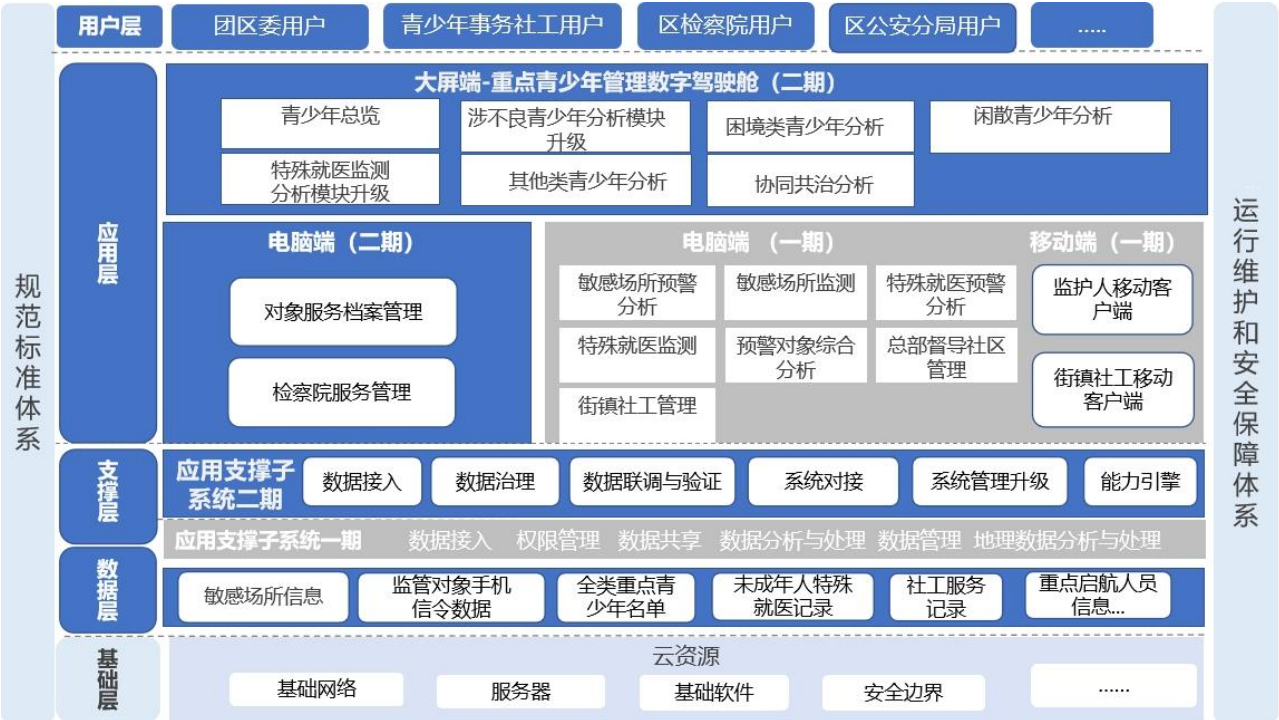 用户层
团区委用户
青少年事务社工用户
区检察院用户
区公安分局用户
.....
规范标准体系
运行维护和安全保障体系
应用层
大屏端-重点青少年管理数字驾驶舱（二期）
青少年总览
涉不良青少年分析模块
升级
困境类青少年分析
闲散青少年分析
特殊就医监测
分析模块升级
其他类青少年分析
协同共治分析
电脑端（二期）
对象服务档案管理
检察院服务管理
电脑端 （一期）
敏感场所预警
分析
敏感场所监测
特殊就医预警
分析
特殊就医监测
预警对象综合
分析
总部督导社区
管理
街镇社工管理
移动端（一期）
监护人移动客
户端
街镇社工移动
客户端
支撑层
应用支撑子
系统二期
数据接入
数据治理
数据联调与验证
系统对接
系统管理升级
能力引擎
应用支撑子系统一期
数据接入
权限管理
数据共享
数据分析与处理
数据管理
地理数据分析与处理
数据层
敏感场所信息
监管对象手机
信令数据
全类重点青
少年名单
未成年人特殊
就医记录
社工服务
记录
重点启航人员
信息...
基础层
云资源
基础网络
服务器
基础软件
安全边界
......